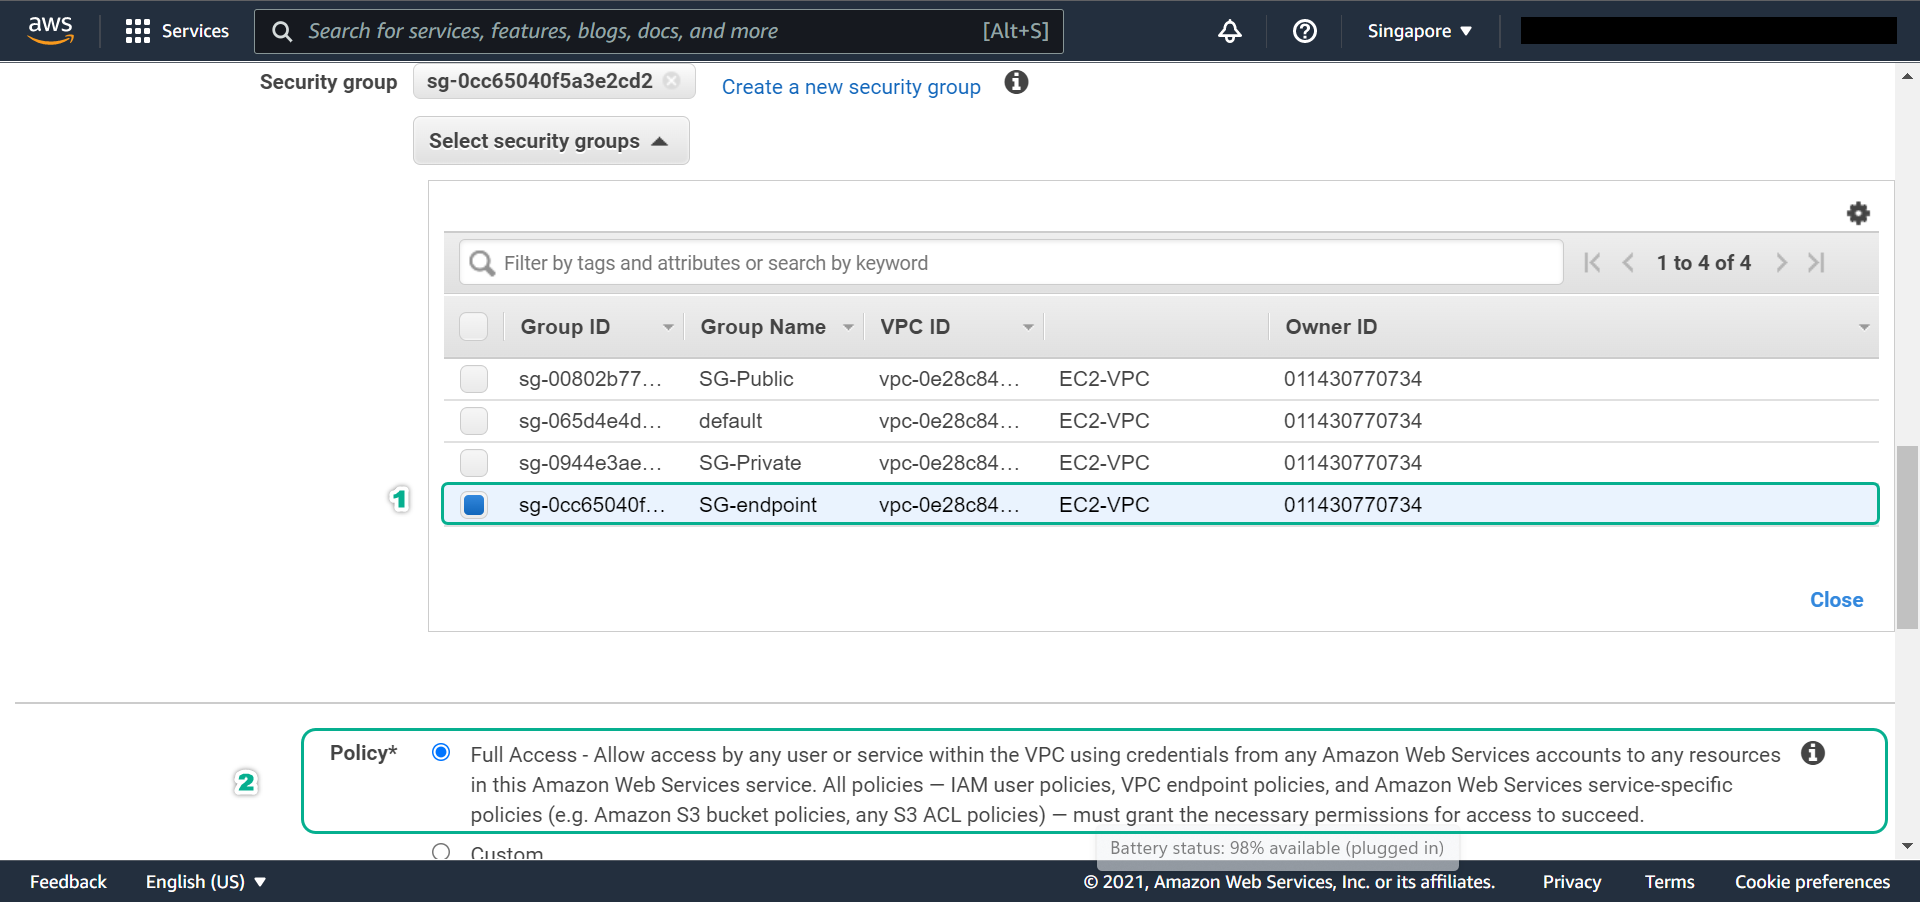 aws Services Search for services, features, blogs, docs, and more [Alt+S] Singapore ▼
Security group sg-0cc65040f5a3e2cd2 Create a new security group
Select security groups
Filter by tags and attributes or search by keyword 1 to 4 of 4
Group ID Group Name VPC ID Owner ID
sg-00802b77... SG-Public vpc-0e28c84... EC2-VPC 011430770734
sg-065d4e4d... default vpc-0e28c84... EC2-VPC 011430770734
sg-0944e3ae... SG-Private vpc-0e28c84... EC2-VPC 011430770734
1 sg-0cc65040f... SG-endpoint vpc-0e28c84... EC2-VPC 011430770734
Close
Policy* Full Access - Allow access by any user or service within the VPC using credentials from any Amazon Web Services accounts to any resources
2 in this Amazon Web Services service. All policies — IAM user policies, VPC endpoint policies, and Amazon Web Services service-specific
policies (e.g. Amazon S3 bucket policies, any S3 ACL policies) — must grant the necessary permissions for access to succeed.
Custom
Battery status: 98% available (plugged in)
Feedback English (US) ▼ © 2021, Amazon Web Services, Inc. or its affiliates. Privacy Terms Cookie preferences